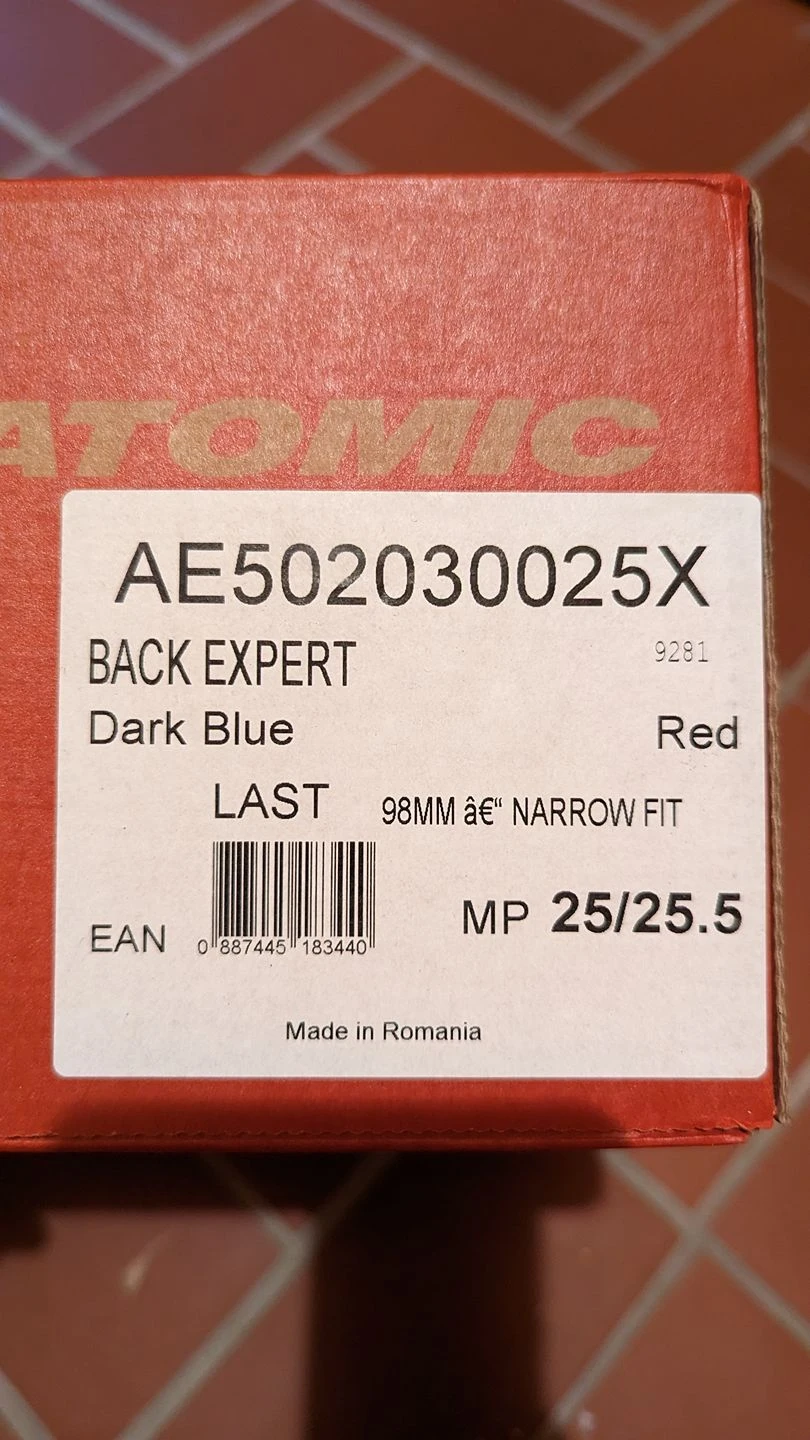 ATOMIC
AE502030025X
BACK EXPERT 9281
Dark Blue Red
LAST 98MM â€“ NARROW FIT
EAN 0 887445 183440 MP 25/25.5
Made in Romania